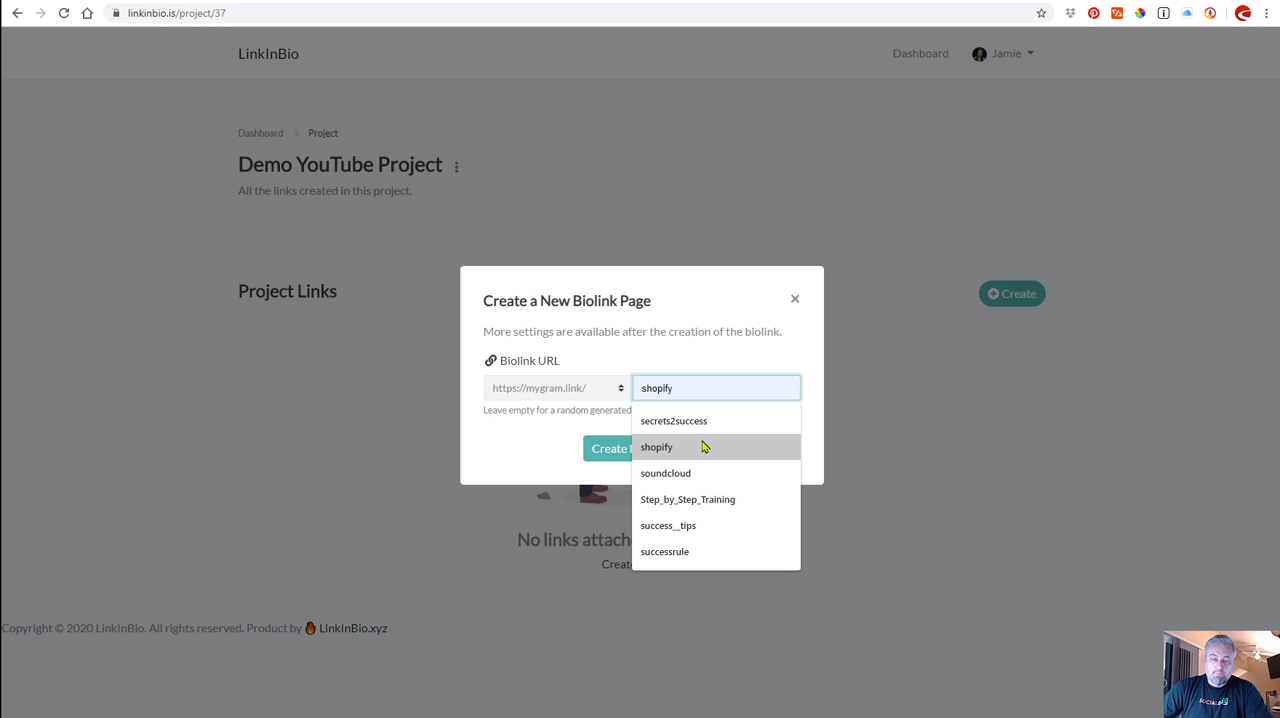 linkinbio.is/project/37
LinkInBio
Dashboard
Jamie
Dashboard > Project
Demo YouTube Project
All the links created in this project.
Project Links
Create
Create a New Biolink Page
×
More settings are available after the creation of the biolink.
Biolink URL
https://mygram.link/
shopify
Leave empty for a random generated
secrets2success
Create
shopify
soundcloud
Step_by_Step_Training
success__tips
successrule
No links attache
Create
Copyright © 2020 LinkInBio. All rights reserved. Product by 🔥 LinkInBio.xyz